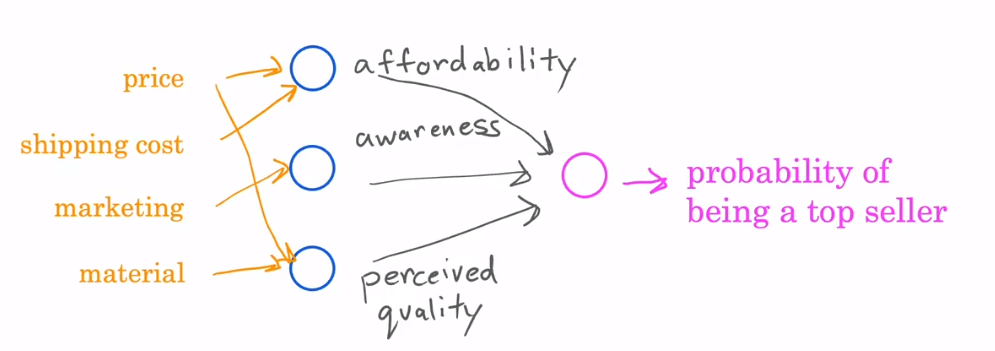 price
shipping cost
marketing
material
affordability
awareness
perceived
quality
probability of
being a top seller